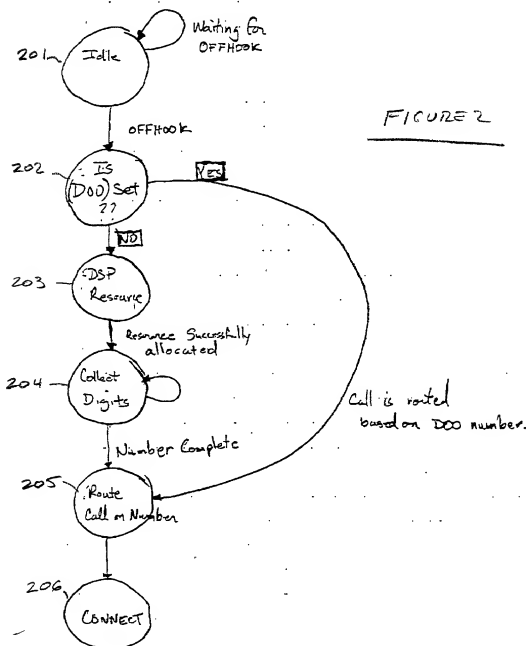 Waiting for
OFFHOOK
201
Idle
FIGURE 2
OFFHOOK
202
Is
(DOO) Set
??
YES
NO
203
DSP
Resource
Resource Successfully
allocated
204
Collect
Digits
Call is routed
based on DOO number.
Number Complete
205
Route
Call on Number
206
CONNECT